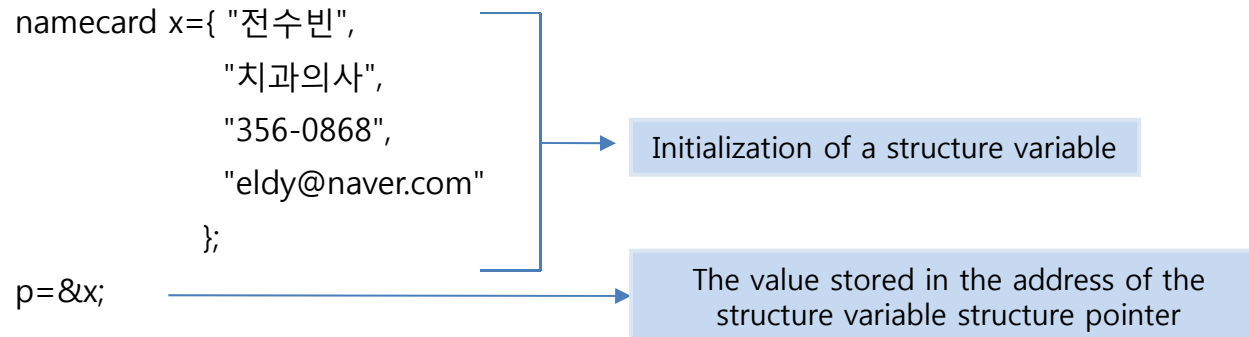 namecard x={ "전수빈",
"치과의사",
"356-0868",
"eldy@naver.com"
};
Initialization of a structure variable
p=&x;
The value stored in the address of the
structure variable structure pointer